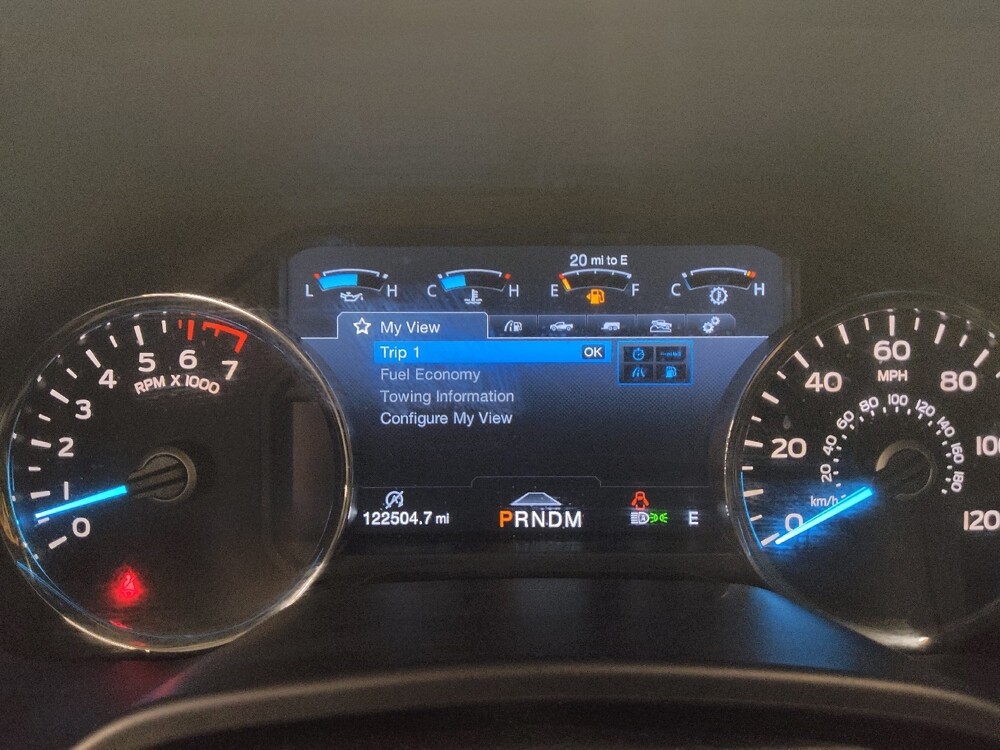 20 mi to E
L H
C H
E F
C H
My View
Trip 1 OK
Fuel Economy
Towing Information
Configure My View
122504.7 mi
PRNDM
E
0
1
2
3
4
5
6
7
RPM X 1000
0
20
40
60
80
100
120
MPH
km/h
20
40
60
80
100
120
140
160
180